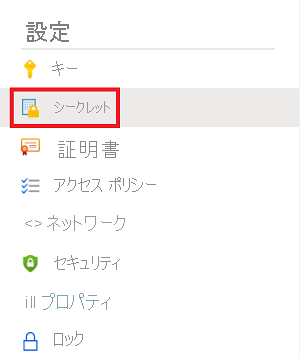 設定
キー
シークレット
証明書
アクセス ポリシー
<>ネットワーク
セキュリティ
ill プロパティ
ロック